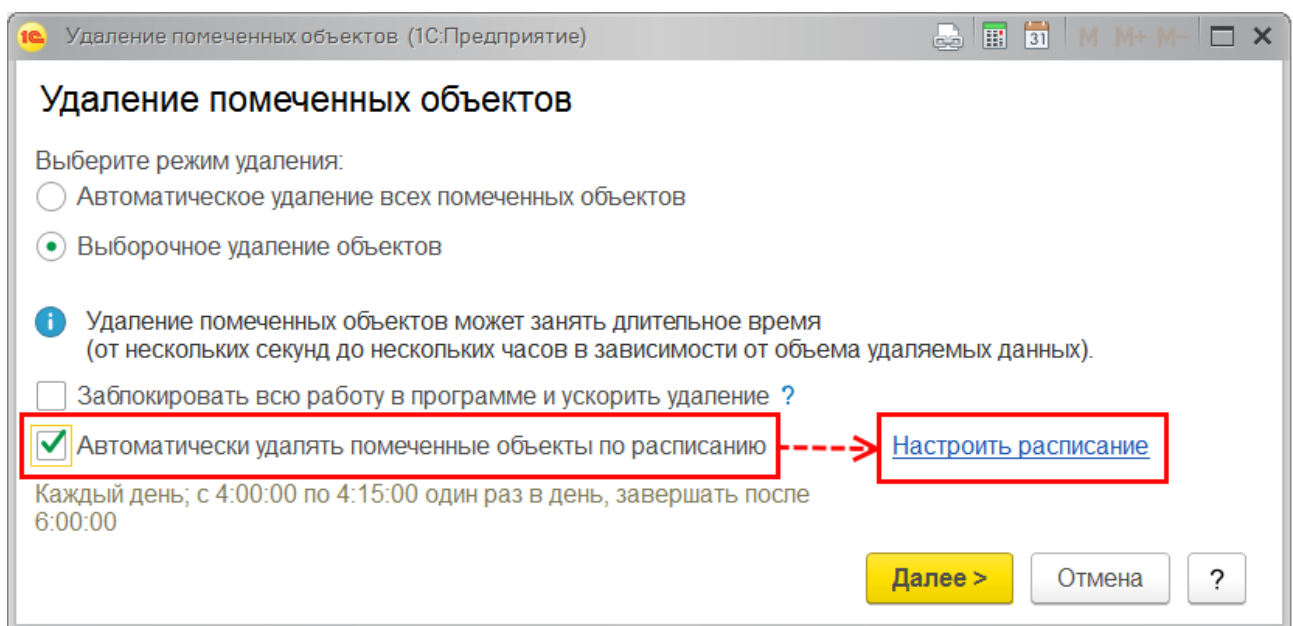 1С Удаление помеченных объектов (1С:Предприятие) 31 M M+ M-
Удаление помеченных объектов
Выберите режим удаления:
Автоматическое удаление всех помеченных объектов
Выборочное удаление объектов
i Удаление помеченных объектов может занять длительное время
(от нескольких секунд до нескольких часов в зависимости от объема удаляемых данных).
Заблокировать всю работу в программе и ускорить удаление ?
Автоматически удалять помеченные объекты по расписанию Настроить расписание
Каждый день; с 4:00:00 по 4:15:00 один раз в день, завершать после
6:00:00
Далее > Отмена ?